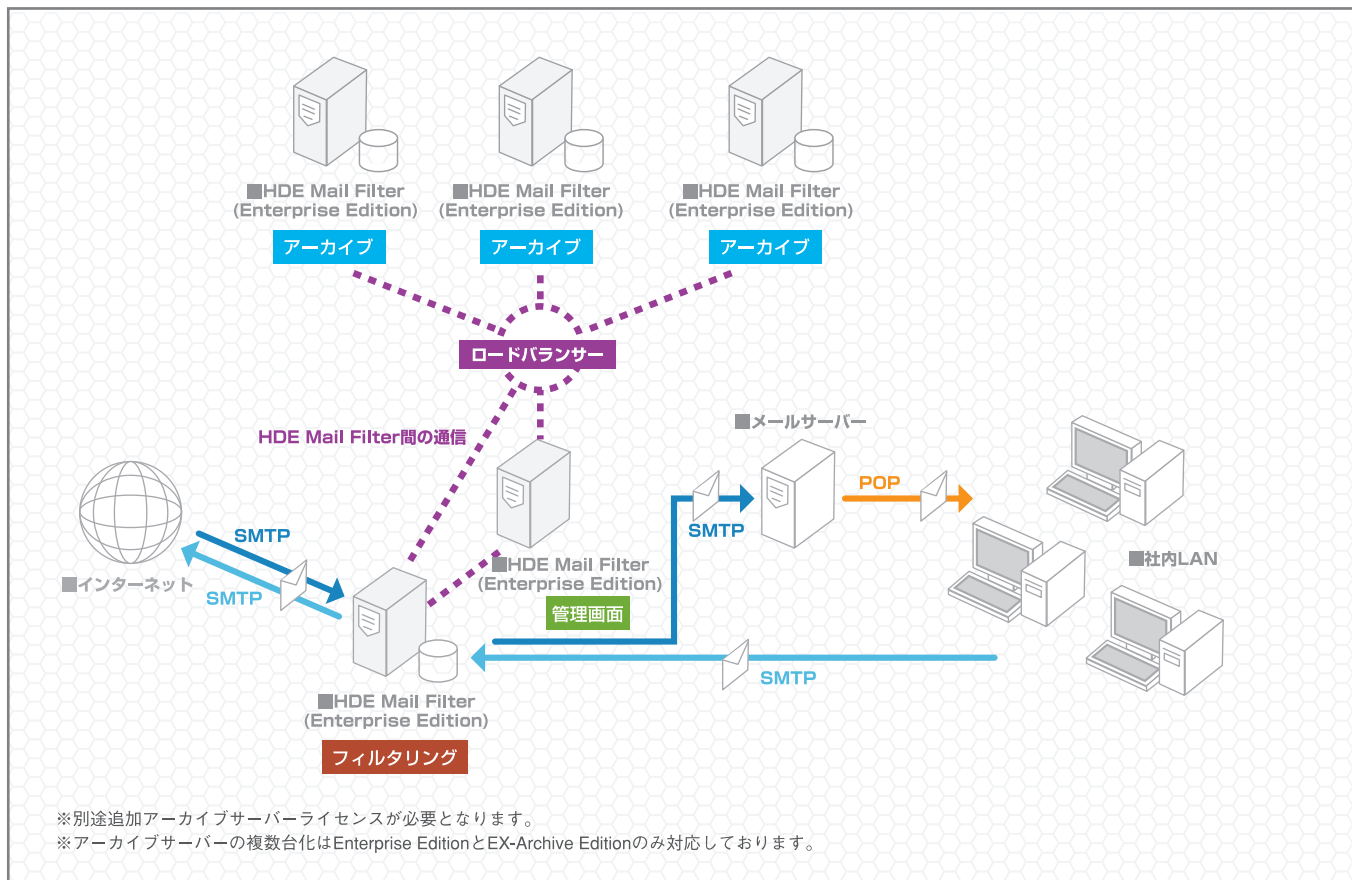 ■HDE Mail Filter
(Enterprise Edition)
アーカイブ
■HDE Mail Filter
(Enterprise Edition)
アーカイブ
■HDE Mail Filter
(Enterprise Edition)
アーカイブ
ロードバランサー
HDE Mail Filter間の通信
■メールサーバー
POP
SMTP
SMTP
■インターネット
SMTP
■HDE Mail Filter
(Enterprise Edition)
管理画面
■社内LAN
SMTP
■HDE Mail Filter
(Enterprise Edition)
フィルタリング
※別途追加アーカイブサーバーライセンスが必要となります。
※アーカイブサーバーの複数台化はEnterprise EditionとEX-Archive Editionのみ対応しております。